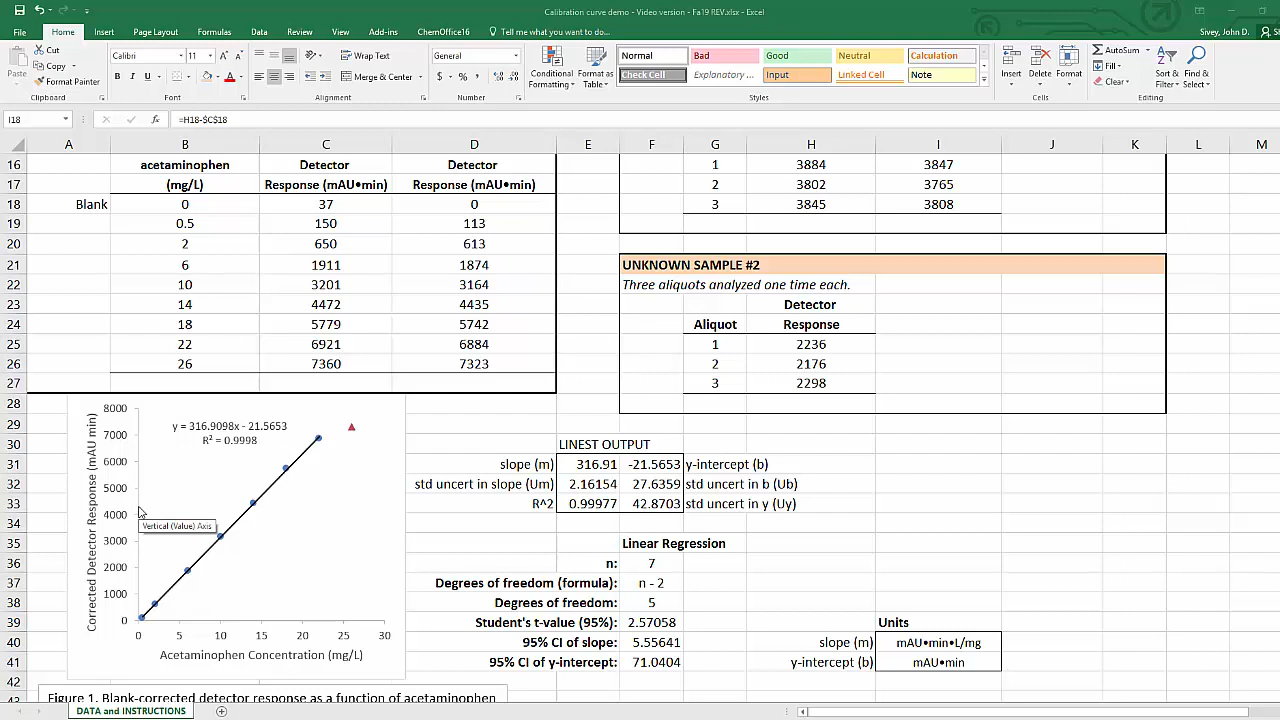 Calibration curve demo - Video version - Fa19 REV.xlsx - Excel
Sivey, John D.
File Home Insert Page Layout Formulas Data Review View Add-ins ChemOffice16 Tell me what you want to do...
Cut
Copy
Format Painter
Paste
Clipboard
Calibri 11
B I U
Font
Wrap Text
Merge & Center
Alignment
General
$ % ,
Number
Conditional Formatting
Format as Table
Normal Bad Good Neutral Calculation
Check Cell Explanatory ... Input Linked Cell Note
Styles
Insert Delete Format
Cells
AutoSum
Fill
Clear
Sort & Filter
Find & Select
Editing
I18
=H18-$C$18
A B C D E F G H I J K L M
16 acetaminophen Detector Detector 1 3884 3847
17 (mg/L) Response (mAU•min) Response (mAU•min) 2 3802 3765
18 Blank 0 37 0 3 3845 3808
19 0.5 150 113
20 2 650 613
21 6 1911 1874 UNKNOWN SAMPLE #2
22 10 3201 3164 Three aliquots analyzed one time each.
23 14 4472 4435 Detector
24 18 5779 5742 Aliquot Response
25 22 6921 6884 1 2236
26 26 7360 7323 2 2176
27 3 2298
28
29
30 LINEST OUTPUT
31 slope (m) 316.91 -21.5653 y-intercept (b)
32 std uncert in slope (Um) 2.16154 27.6359 std uncert in b (Ub)
33 R^2 0.99977 42.8703 std uncert in y (Uy)
34
35 Linear Regression
36 n: 7
37 Degrees of freedom (formula): n - 2
38 Degrees of freedom: 5
39 Student's t-value (95%): 2.57058 Units
40 95% CI of slope: 5.55641 slope (m) mAU•min•L/mg
41 95% CI of y-intercept: 71.0404 y-intercept (b) mAU•min
42
Corrected Detector Response (mAU min)
8000
7000
6000
5000
4000
3000
2000
1000
0
y = 316.9098x - 21.5653
R² = 0.9998
Vertical (Value) Axis
0 5 10 15 20 25 30
Acetaminophen Concentration (mg/L)
Figure 1. Blank-corrected detector response as a function of acetaminophen
DATA and INSTRUCTIONS